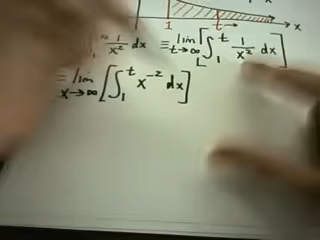 1 t → x
1/x² dx ≡ lim t→∞ [∫₁ᵗ 1/x² dx]
= lim x→∞ [∫₁ᵗ x⁻² dx]